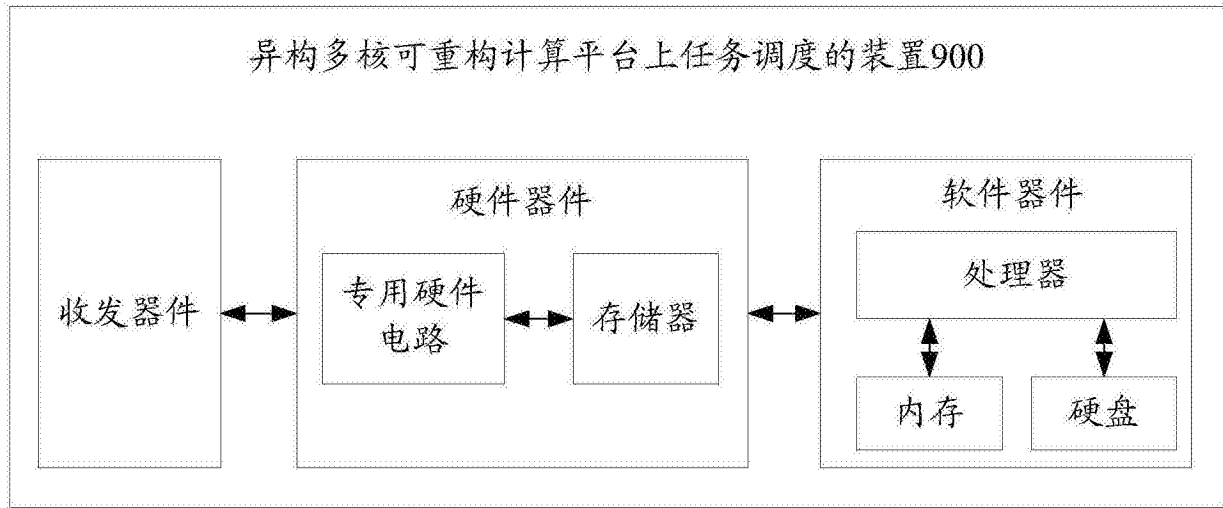 异构多核可重构计算平台上任务调度的装置900
收发器件
硬件器件
专用硬件
电路
存储器
软件器件
处理器
内存
硬盘